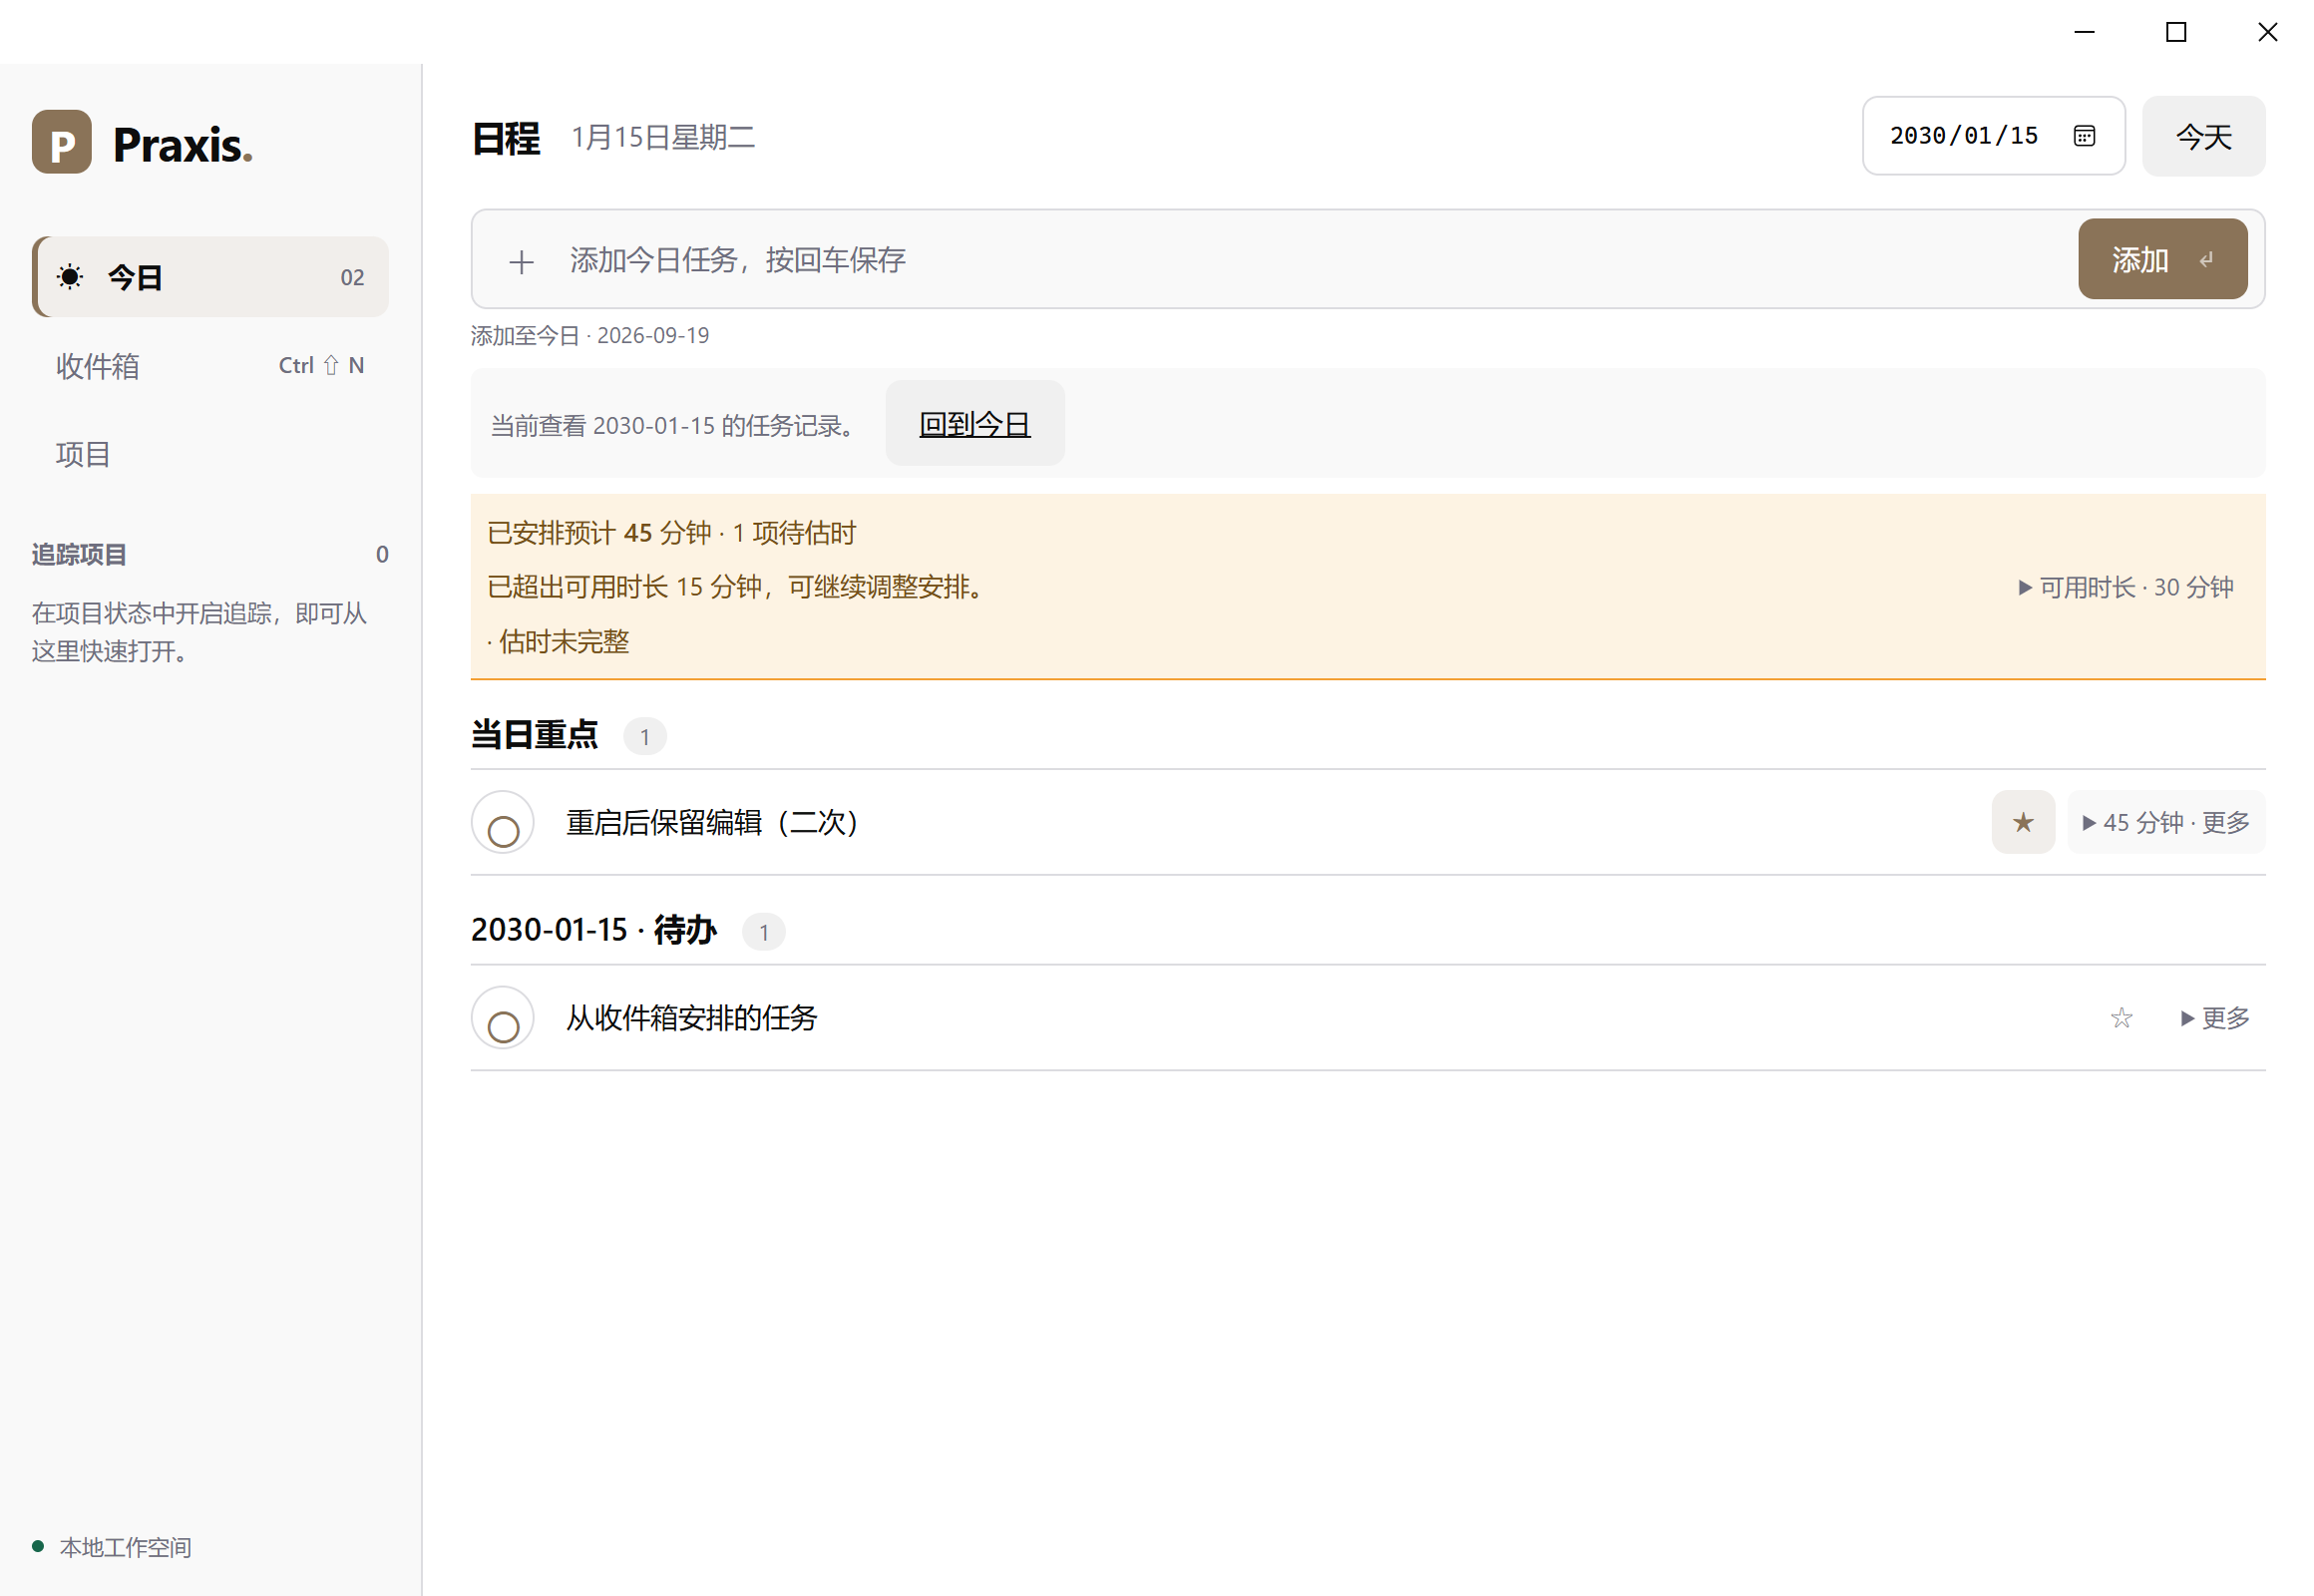 P Praxis.
今日 02
收件箱 Ctrl ⇧ N
项目
追踪项目 0
在项目状态中开启追踪，即可从
这里快速打开。
本地工作空间
日程 1月15日星期二
2030/01/15 今天
添加今日任务，按回车保存
添加 ↵
添加至今日 · 2026-09-19
当前查看 2030-01-15 的任务记录。 回到今日
已安排预计 45 分钟 · 1 项待估时
已超出可用时长 15 分钟，可继续调整安排。
· 估时未完整
▶ 可用时长 · 30 分钟
当日重点 1
重启后保留编辑（二次） ★ ▶ 45 分钟 · 更多
2030-01-15 · 待办 1
从收件箱安排的任务 ☆ ▶ 更多